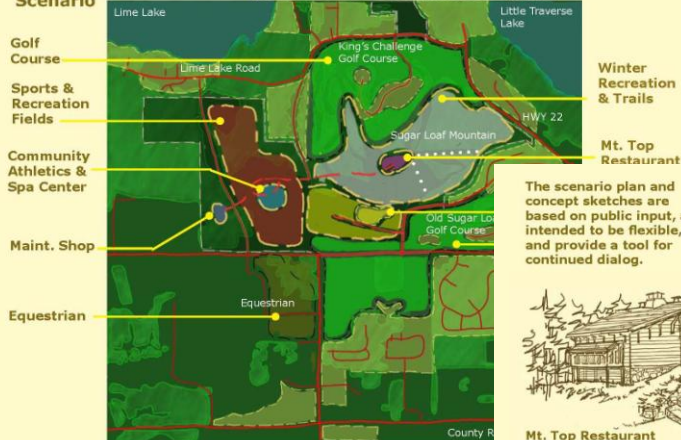 Scenario
Golf
Course
Sports &
Recreation
Fields
Community
Athletics &
Spa Center
Maint. Shop
Equestrian
Lime Lake
Little Traverse
Lake
King's Challenge
Golf Course
Lime Lake Road
HWY 22
Sugar Loaf Mountain
Old Sugar Loa
Golf Course
Equestrian
County R
Winter
Recreation
& Trails
Mt. Top
Restaurant
The scenario plan and
concept sketches are
based on public input, a
intended to be flexible,
and provide a tool for
continued dialog.
Mt. Top Restaurant